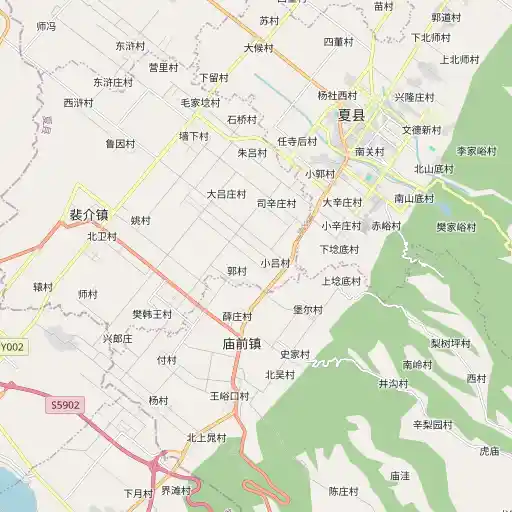 苗村
苏村
四董村
师冯
郭道村
下北师村
东浒村
大候村
上北师村
营里村
下留村
东浒庄村
杨社西村
兴隆庄村
西浒村
毛家埝村
夏县
石桥村
文德新村
墙下村
任寺后村
鲁因村
朱吕村
南关村
李家峪村
小郭村
北山底村
大吕庄村
司辛庄村
大辛庄村
南山底村
裴介镇
姚村
小辛庄村
赤峪村
樊家峪村
北卫村
下埝底村
郭村
小吕村
上埝底村
辕村
师村
樊韩王村
薛庄村
堡尔村
兴郎庄
庙前镇
梨树坪村
Y002
付村
史家村
南岭村
北吴村
井沟村
西村
杨村
王峪口村
S5902
辛梨园村
北上晁村
虎庙
庙洼
下月村
界滩村
陈庄村